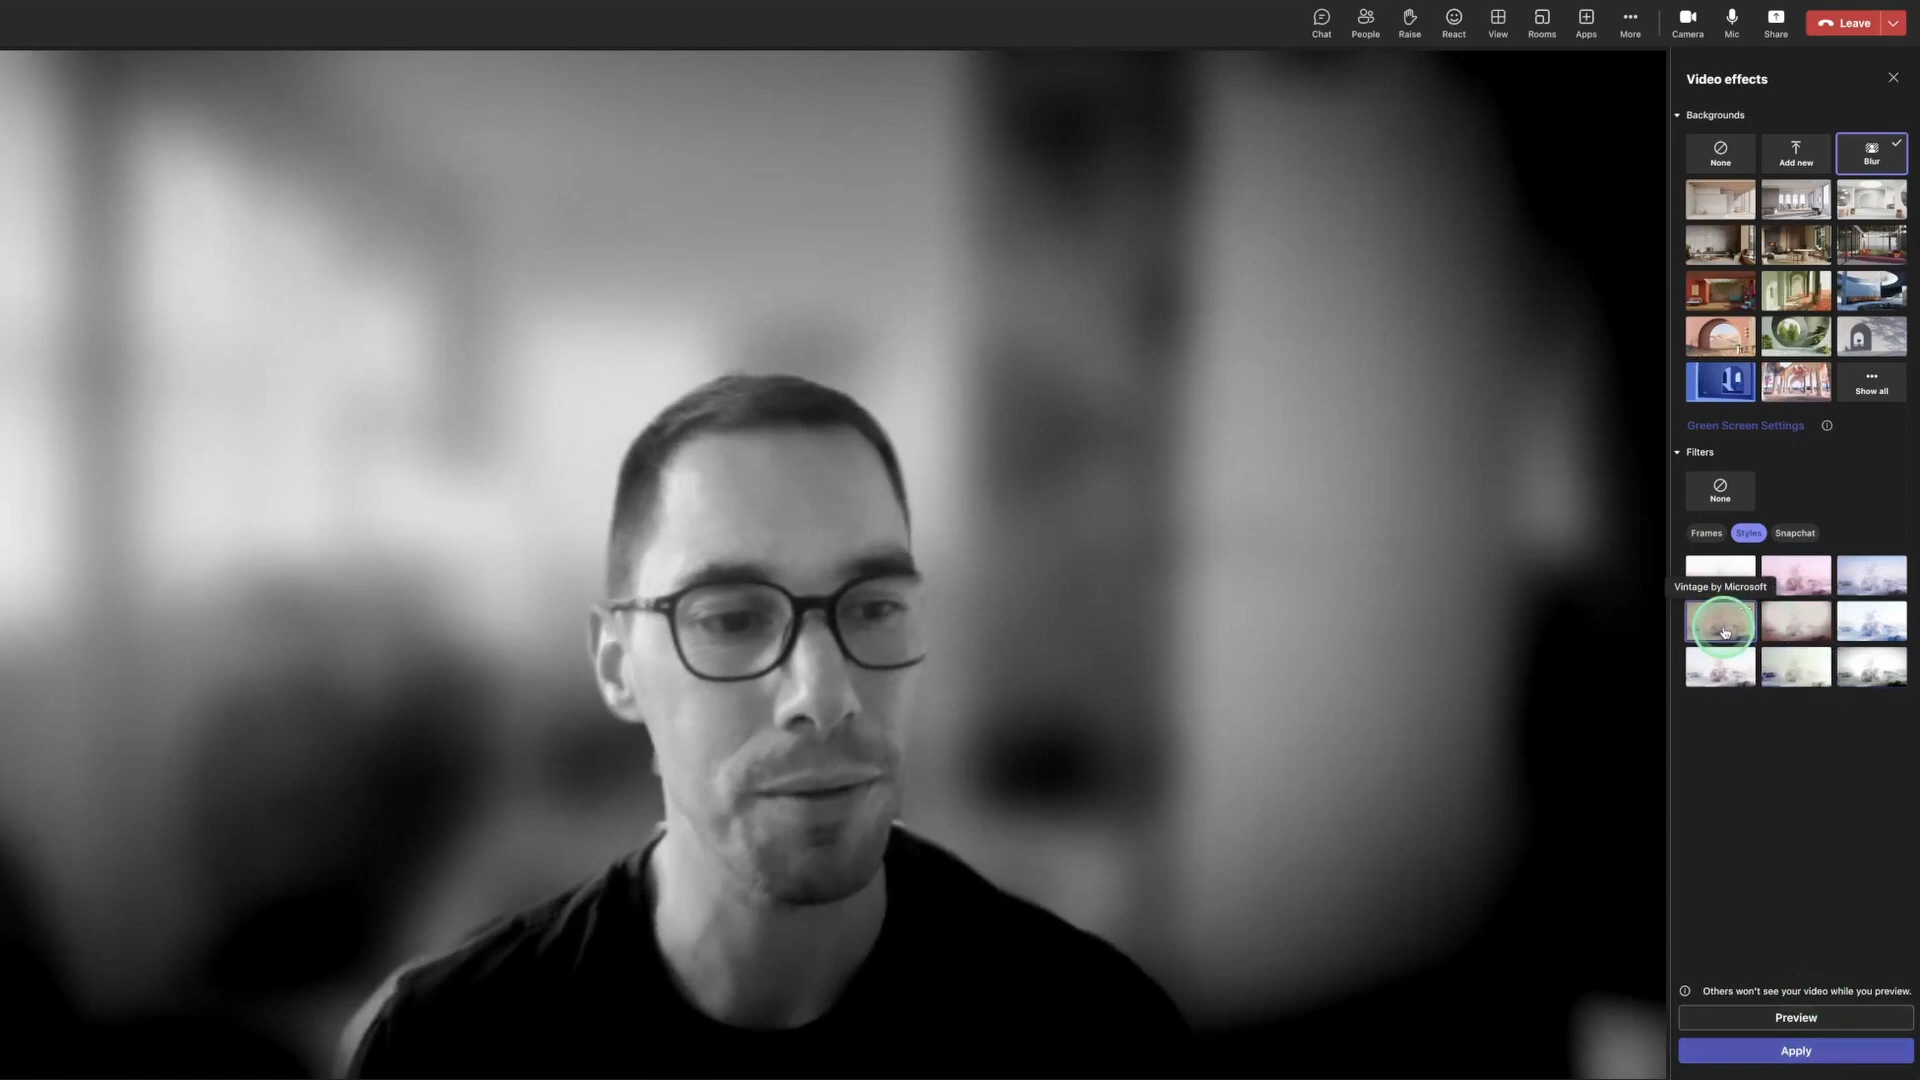 Chat
People
Raise
React
View
Rooms
Apps
More
Camera
Mic
Share
Leave
Video effects
Backgrounds
None
Add new
Blur
Show all
Green Screen Settings
Filters
None
Frames
Styles
Snapchat
Vintage by Microsoft
Others won't see your video while you preview.
Preview
Apply